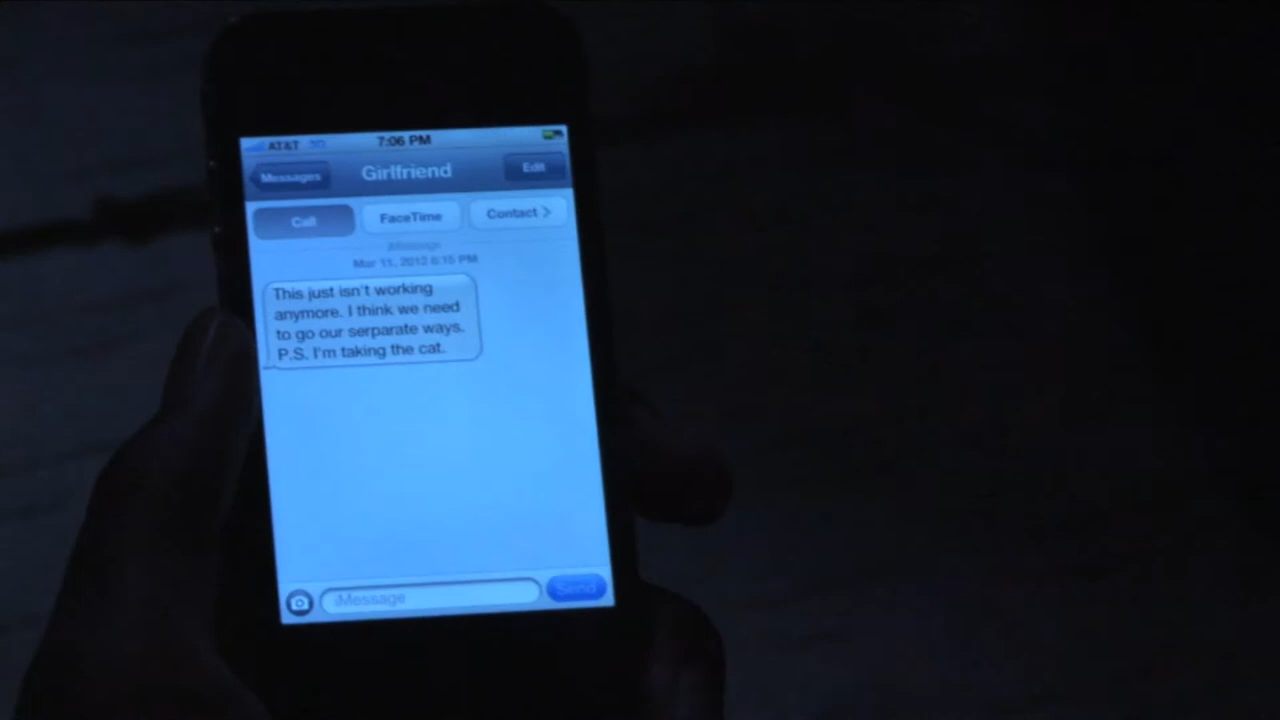 AT&T 3G 7:06 PM
Messages Girlfriend Edit
Call FaceTime Contact >
iMessage
Mar 11, 2012 6:15 PM
This just isn't working
anymore. I think we need
to go our serparate ways.
P.S. I'm taking the cat.
iMessage Send